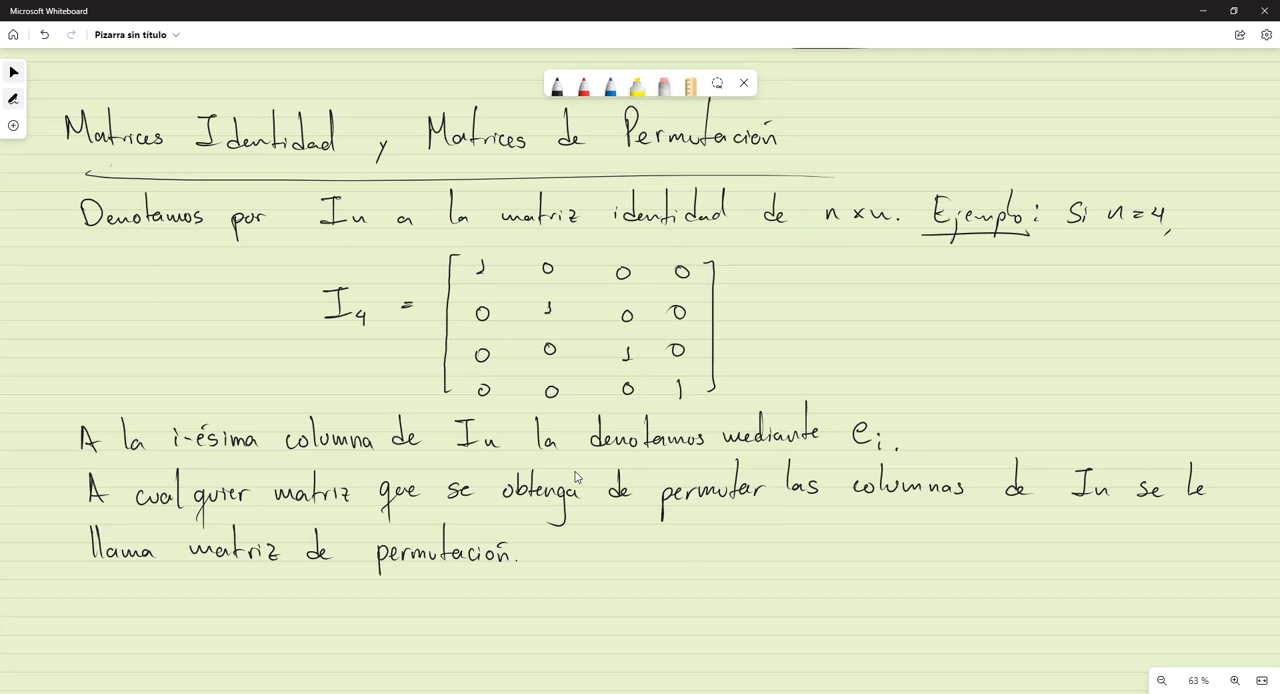 Microsoft Whiteboard
Pizarra sin título
Matrices Identidad y Matrices de Permutación
Denotamos por In a la matriz identidad de n×n. Ejemplo: Si n=4,
I4 = [ 1 0 0 0
0 1 0 0
0 0 1 0
0 0 0 1 ]
A la i-ésima columna de In la denotamos mediante ei.
A cualquier matriz que se obtenga de permutar las columnas de In se le
llama matriz de permutación.
63 %